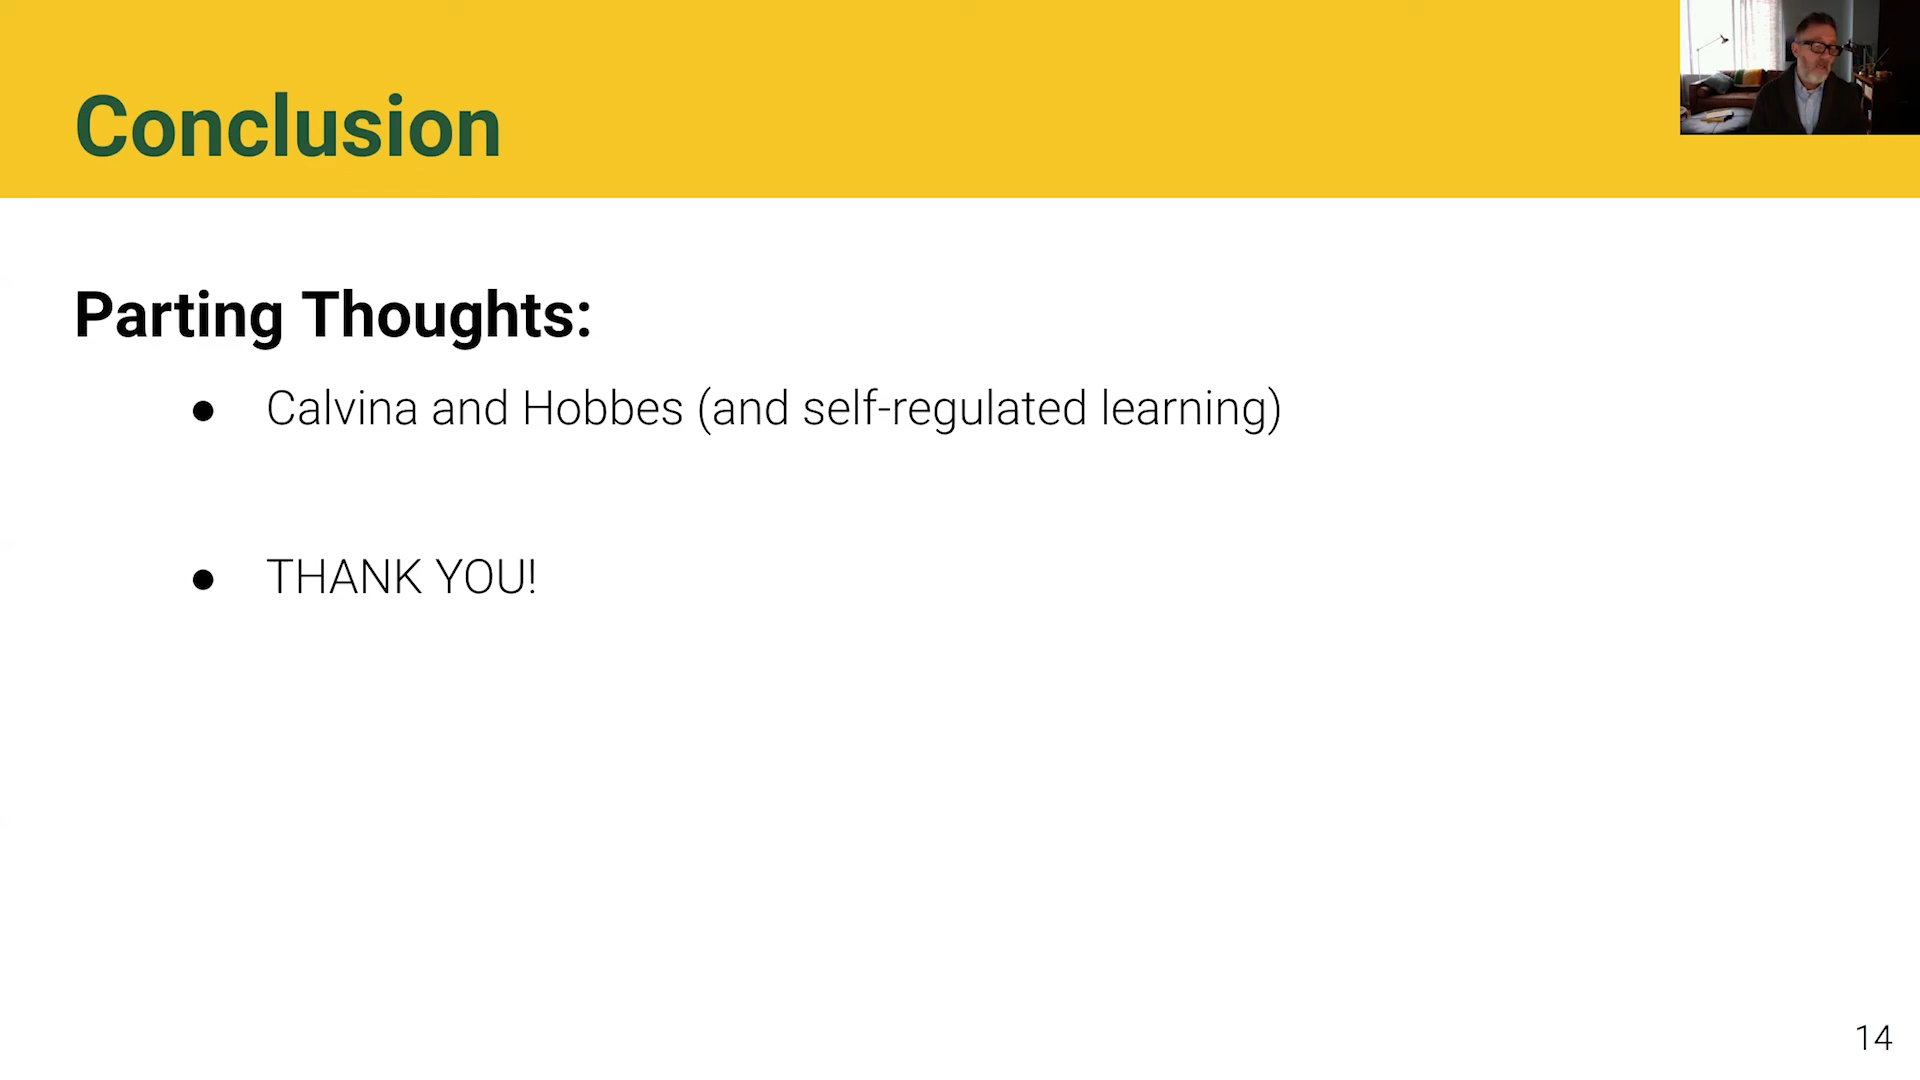 Conclusion
Parting Thoughts:
● Calvina and Hobbes (and self-regulated learning)
● THANK YOU!
14